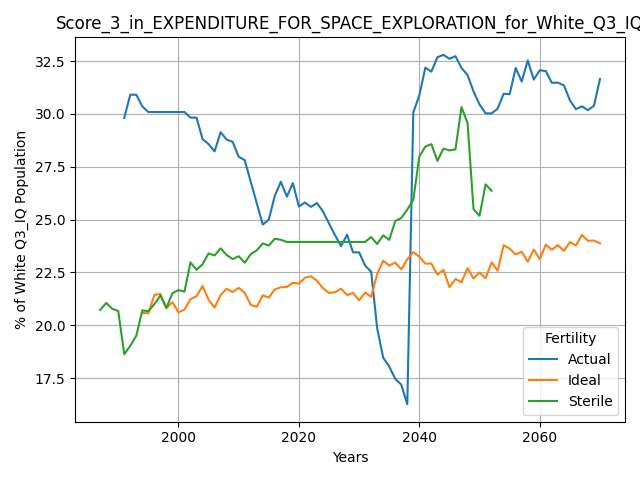 Score_3_in_EXPENDITURE_FOR_SPACE_EXPLORATION_for_White_Q3_IQ
% of White Q3_IQ Population
32.5
30.0
27.5
25.0
22.5
20.0
17.5
2000
2020
2040
2060
Years
Fertility
Actual
Ideal
Sterile